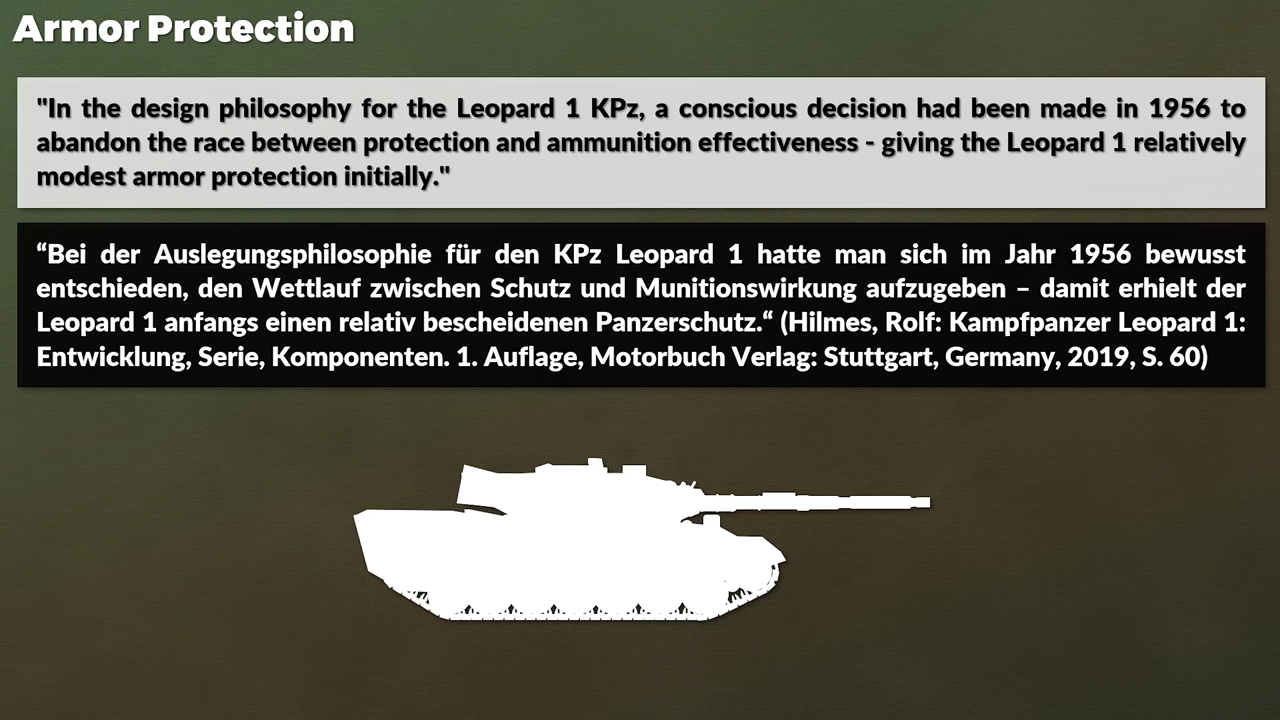 Armor Protection
"In the design philosophy for the Leopard 1 KPz, a conscious decision had been made in 1956 to
abandon the race between protection and ammunition effectiveness - giving the Leopard 1 relatively
modest armor protection initially."
“Bei der Auslegungsphilosophie für den KPz Leopard 1 hatte man sich im Jahr 1956 bewusst
entschieden, den Wettlauf zwischen Schutz und Munitionswirkung aufzugeben – damit erhielt der
Leopard 1 anfangs einen relativ bescheidenen Panzerschutz.“ (Hilmes, Rolf: Kampfpanzer Leopard 1:
Entwicklung, Serie, Komponenten. 1. Auflage, Motorbuch Verlag: Stuttgart, Germany, 2019, S. 60)